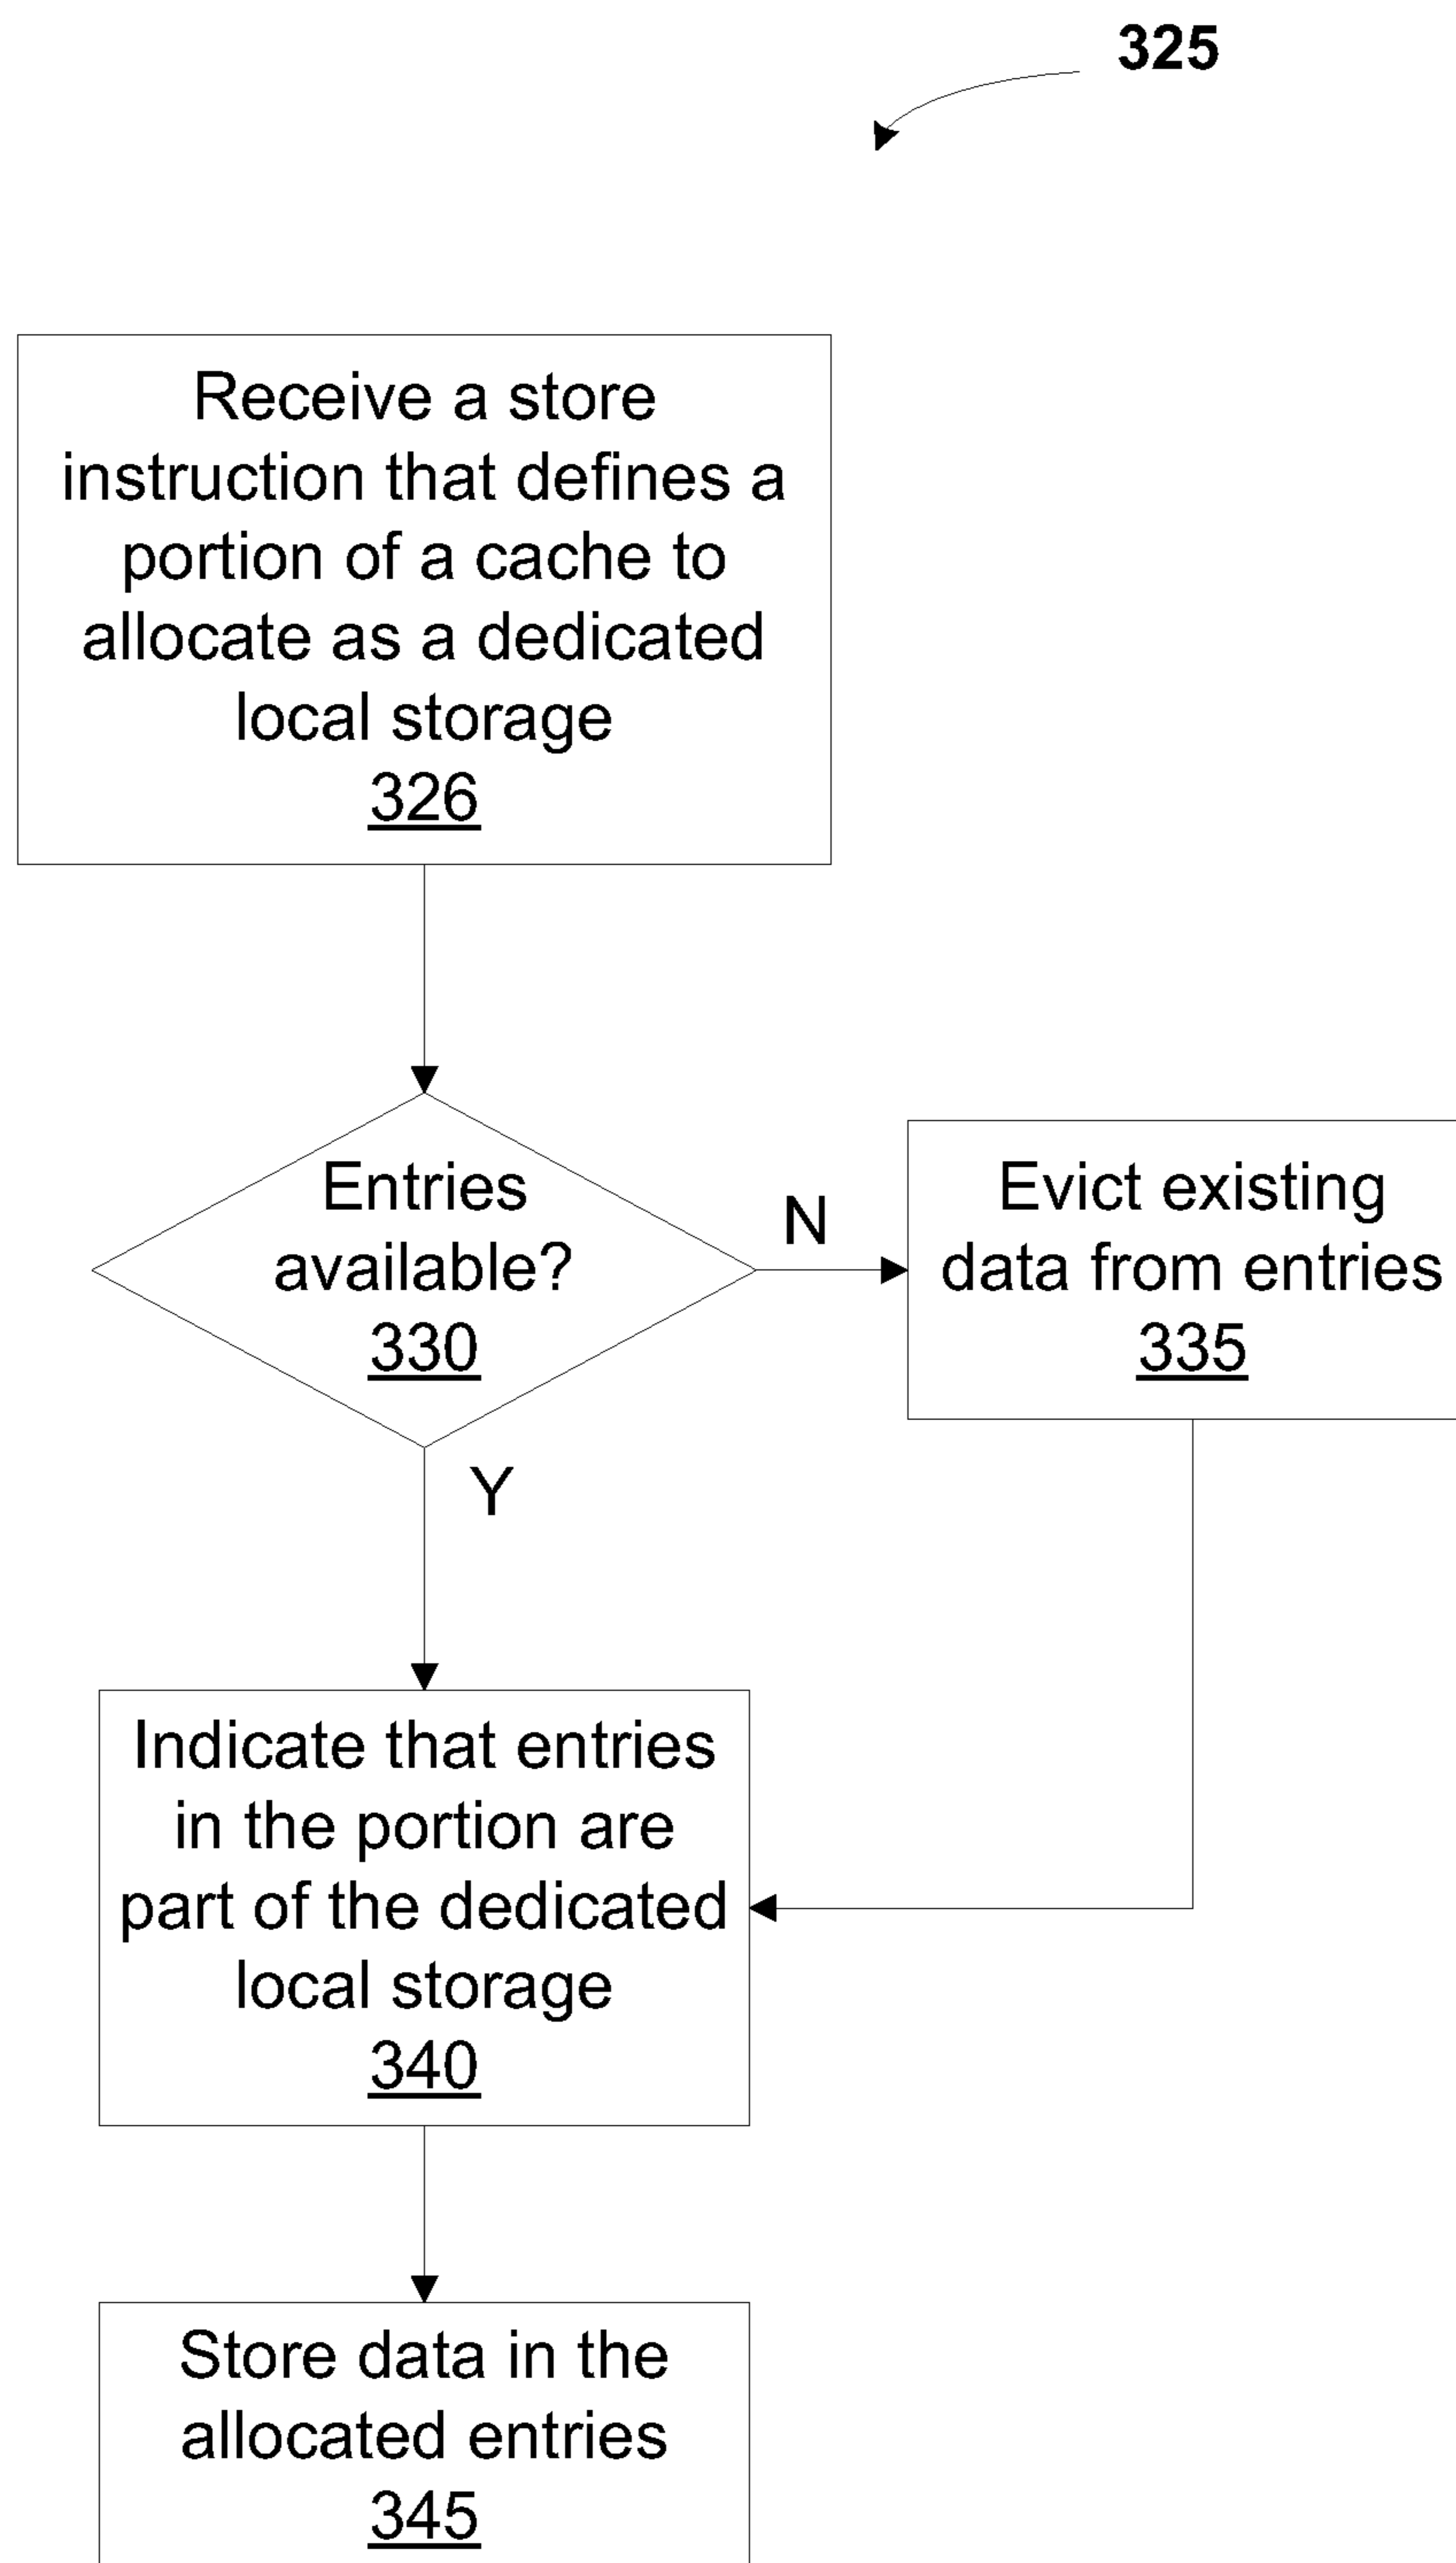 325
Receive a store
instruction that defines a
portion of a cache to
allocate as a dedicated
local storage
326
Entries
available?
330
N
Evict existing
data from entries
335
Y
Indicate that entries
in the portion are
part of the dedicated
local storage
340
Store data in the
allocated entries
345